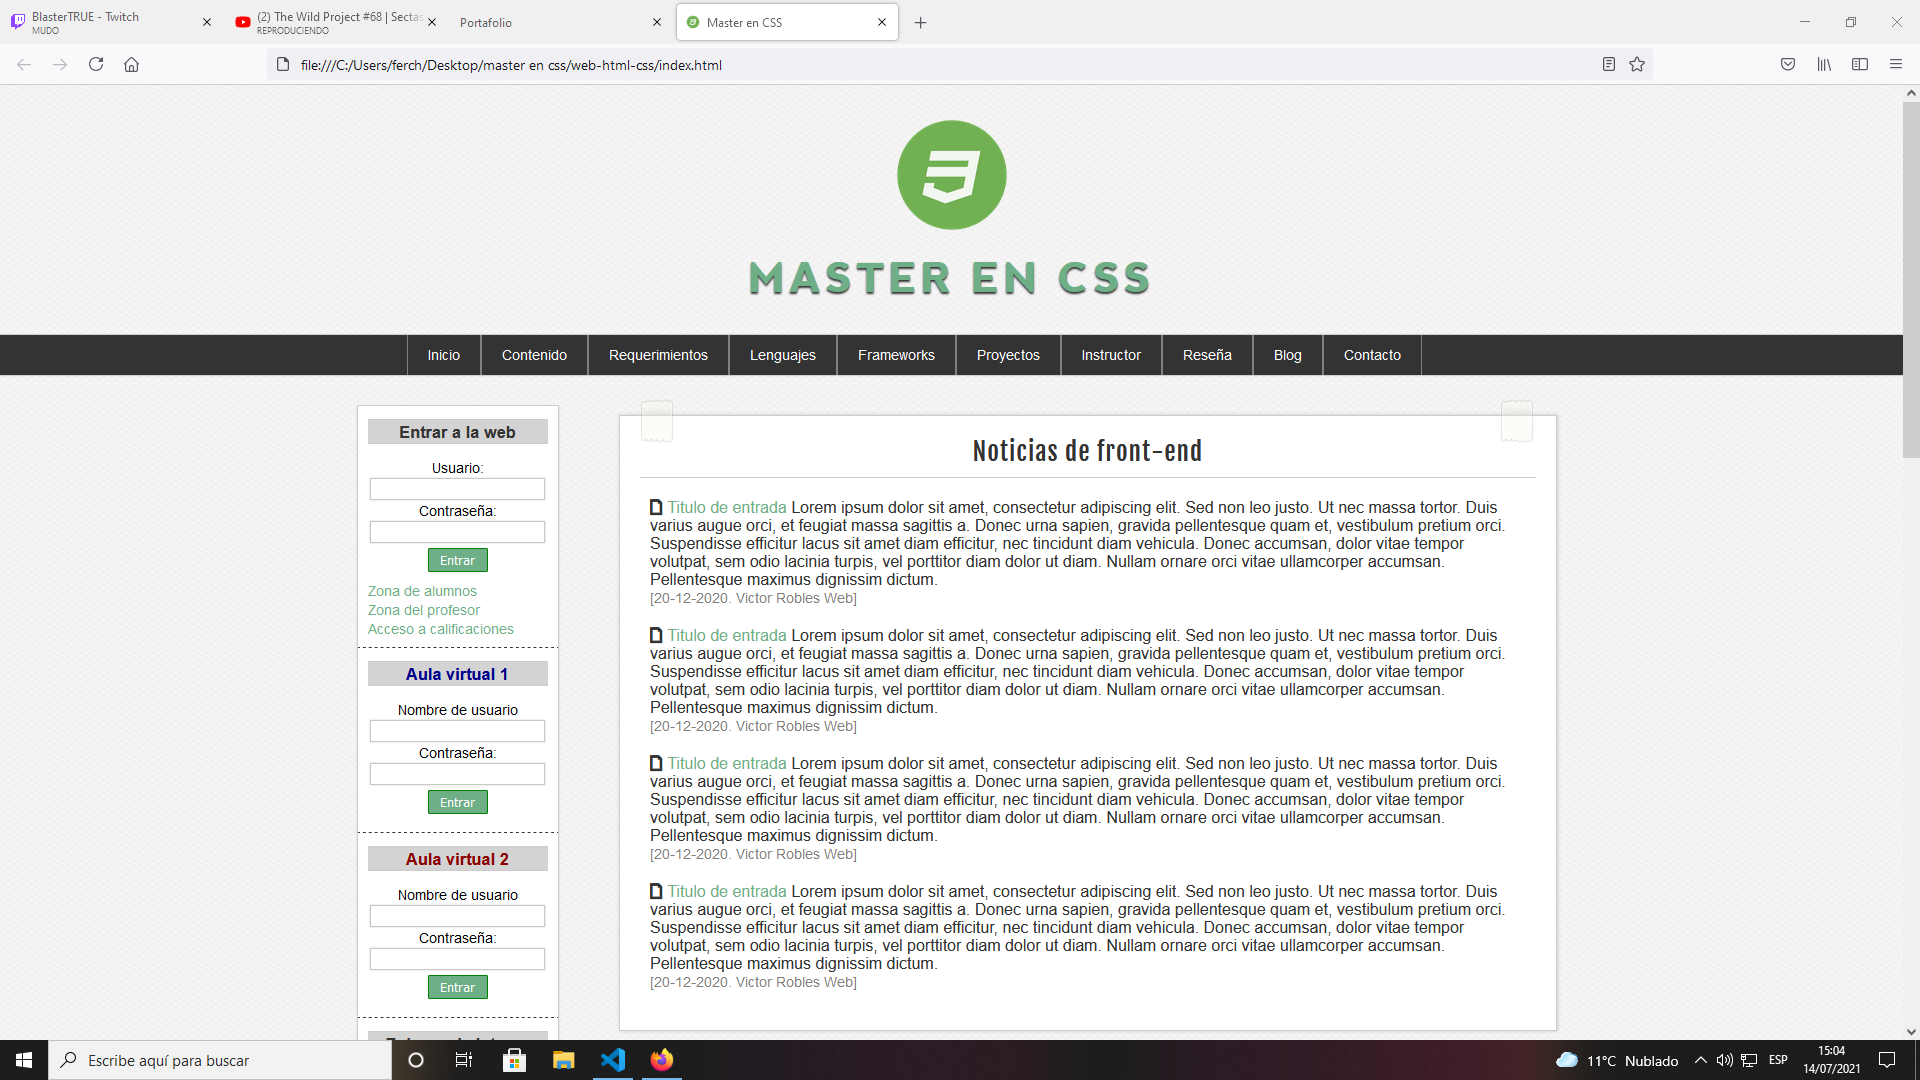 BlasterTRUE - Twitch
MUDO
(2) The Wild Project #68 | Sectas
REPRODUCIENDO
Portafolio
Master en CSS
file:///C:/Users/ferch/Desktop/master en css/web-html-css/index.html
MASTER EN CSS
Inicio Contenido Requerimientos Lenguajes Frameworks Proyectos Instructor Reseña Blog Contacto
Entrar a la web
Usuario:
Contraseña:
Entrar
Zona de alumnos
Zona del profesor
Acceso a calificaciones
Aula virtual 1
Nombre de usuario
Contraseña:
Entrar
Aula virtual 2
Nombre de usuario
Contraseña:
Entrar
Noticias de front-end
Titulo de entrada Lorem ipsum dolor sit amet, consectetur adipiscing elit. Sed non leo justo. Ut nec massa tortor. Duis
varius augue orci, et feugiat massa sagittis a. Donec urna sapien, gravida pellentesque quam et, vestibulum pretium orci.
Suspendisse efficitur lacus sit amet diam efficitur, nec tincidunt diam vehicula. Donec accumsan, dolor vitae tempor
volutpat, sem odio lacinia turpis, vel porttitor diam dolor ut diam. Nullam ornare orci vitae ullamcorper accumsan.
Pellentesque maximus dignissim dictum.
[20-12-2020. Victor Robles Web]
Titulo de entrada Lorem ipsum dolor sit amet, consectetur adipiscing elit. Sed non leo justo. Ut nec massa tortor. Duis
varius augue orci, et feugiat massa sagittis a. Donec urna sapien, gravida pellentesque quam et, vestibulum pretium orci.
Suspendisse efficitur lacus sit amet diam efficitur, nec tincidunt diam vehicula. Donec accumsan, dolor vitae tempor
volutpat, sem odio lacinia turpis, vel porttitor diam dolor ut diam. Nullam ornare orci vitae ullamcorper accumsan.
Pellentesque maximus dignissim dictum.
[20-12-2020. Victor Robles Web]
Titulo de entrada Lorem ipsum dolor sit amet, consectetur adipiscing elit. Sed non leo justo. Ut nec massa tortor. Duis
varius augue orci, et feugiat massa sagittis a. Donec urna sapien, gravida pellentesque quam et, vestibulum pretium orci.
Suspendisse efficitur lacus sit amet diam efficitur, nec tincidunt diam vehicula. Donec accumsan, dolor vitae tempor
volutpat, sem odio lacinia turpis, vel porttitor diam dolor ut diam. Nullam ornare orci vitae ullamcorper accumsan.
Pellentesque maximus dignissim dictum.
[20-12-2020. Victor Robles Web]
Titulo de entrada Lorem ipsum dolor sit amet, consectetur adipiscing elit. Sed non leo justo. Ut nec massa tortor. Duis
varius augue orci, et feugiat massa sagittis a. Donec urna sapien, gravida pellentesque quam et, vestibulum pretium orci.
Suspendisse efficitur lacus sit amet diam efficitur, nec tincidunt diam vehicula. Donec accumsan, dolor vitae tempor
volutpat, sem odio lacinia turpis, vel porttitor diam dolor ut diam. Nullam ornare orci vitae ullamcorper accumsan.
Pellentesque maximus dignissim dictum.
[20-12-2020. Victor Robles Web]
Escribe aquí para buscar
11°C Nublado
ESP
15:04
14/07/2021